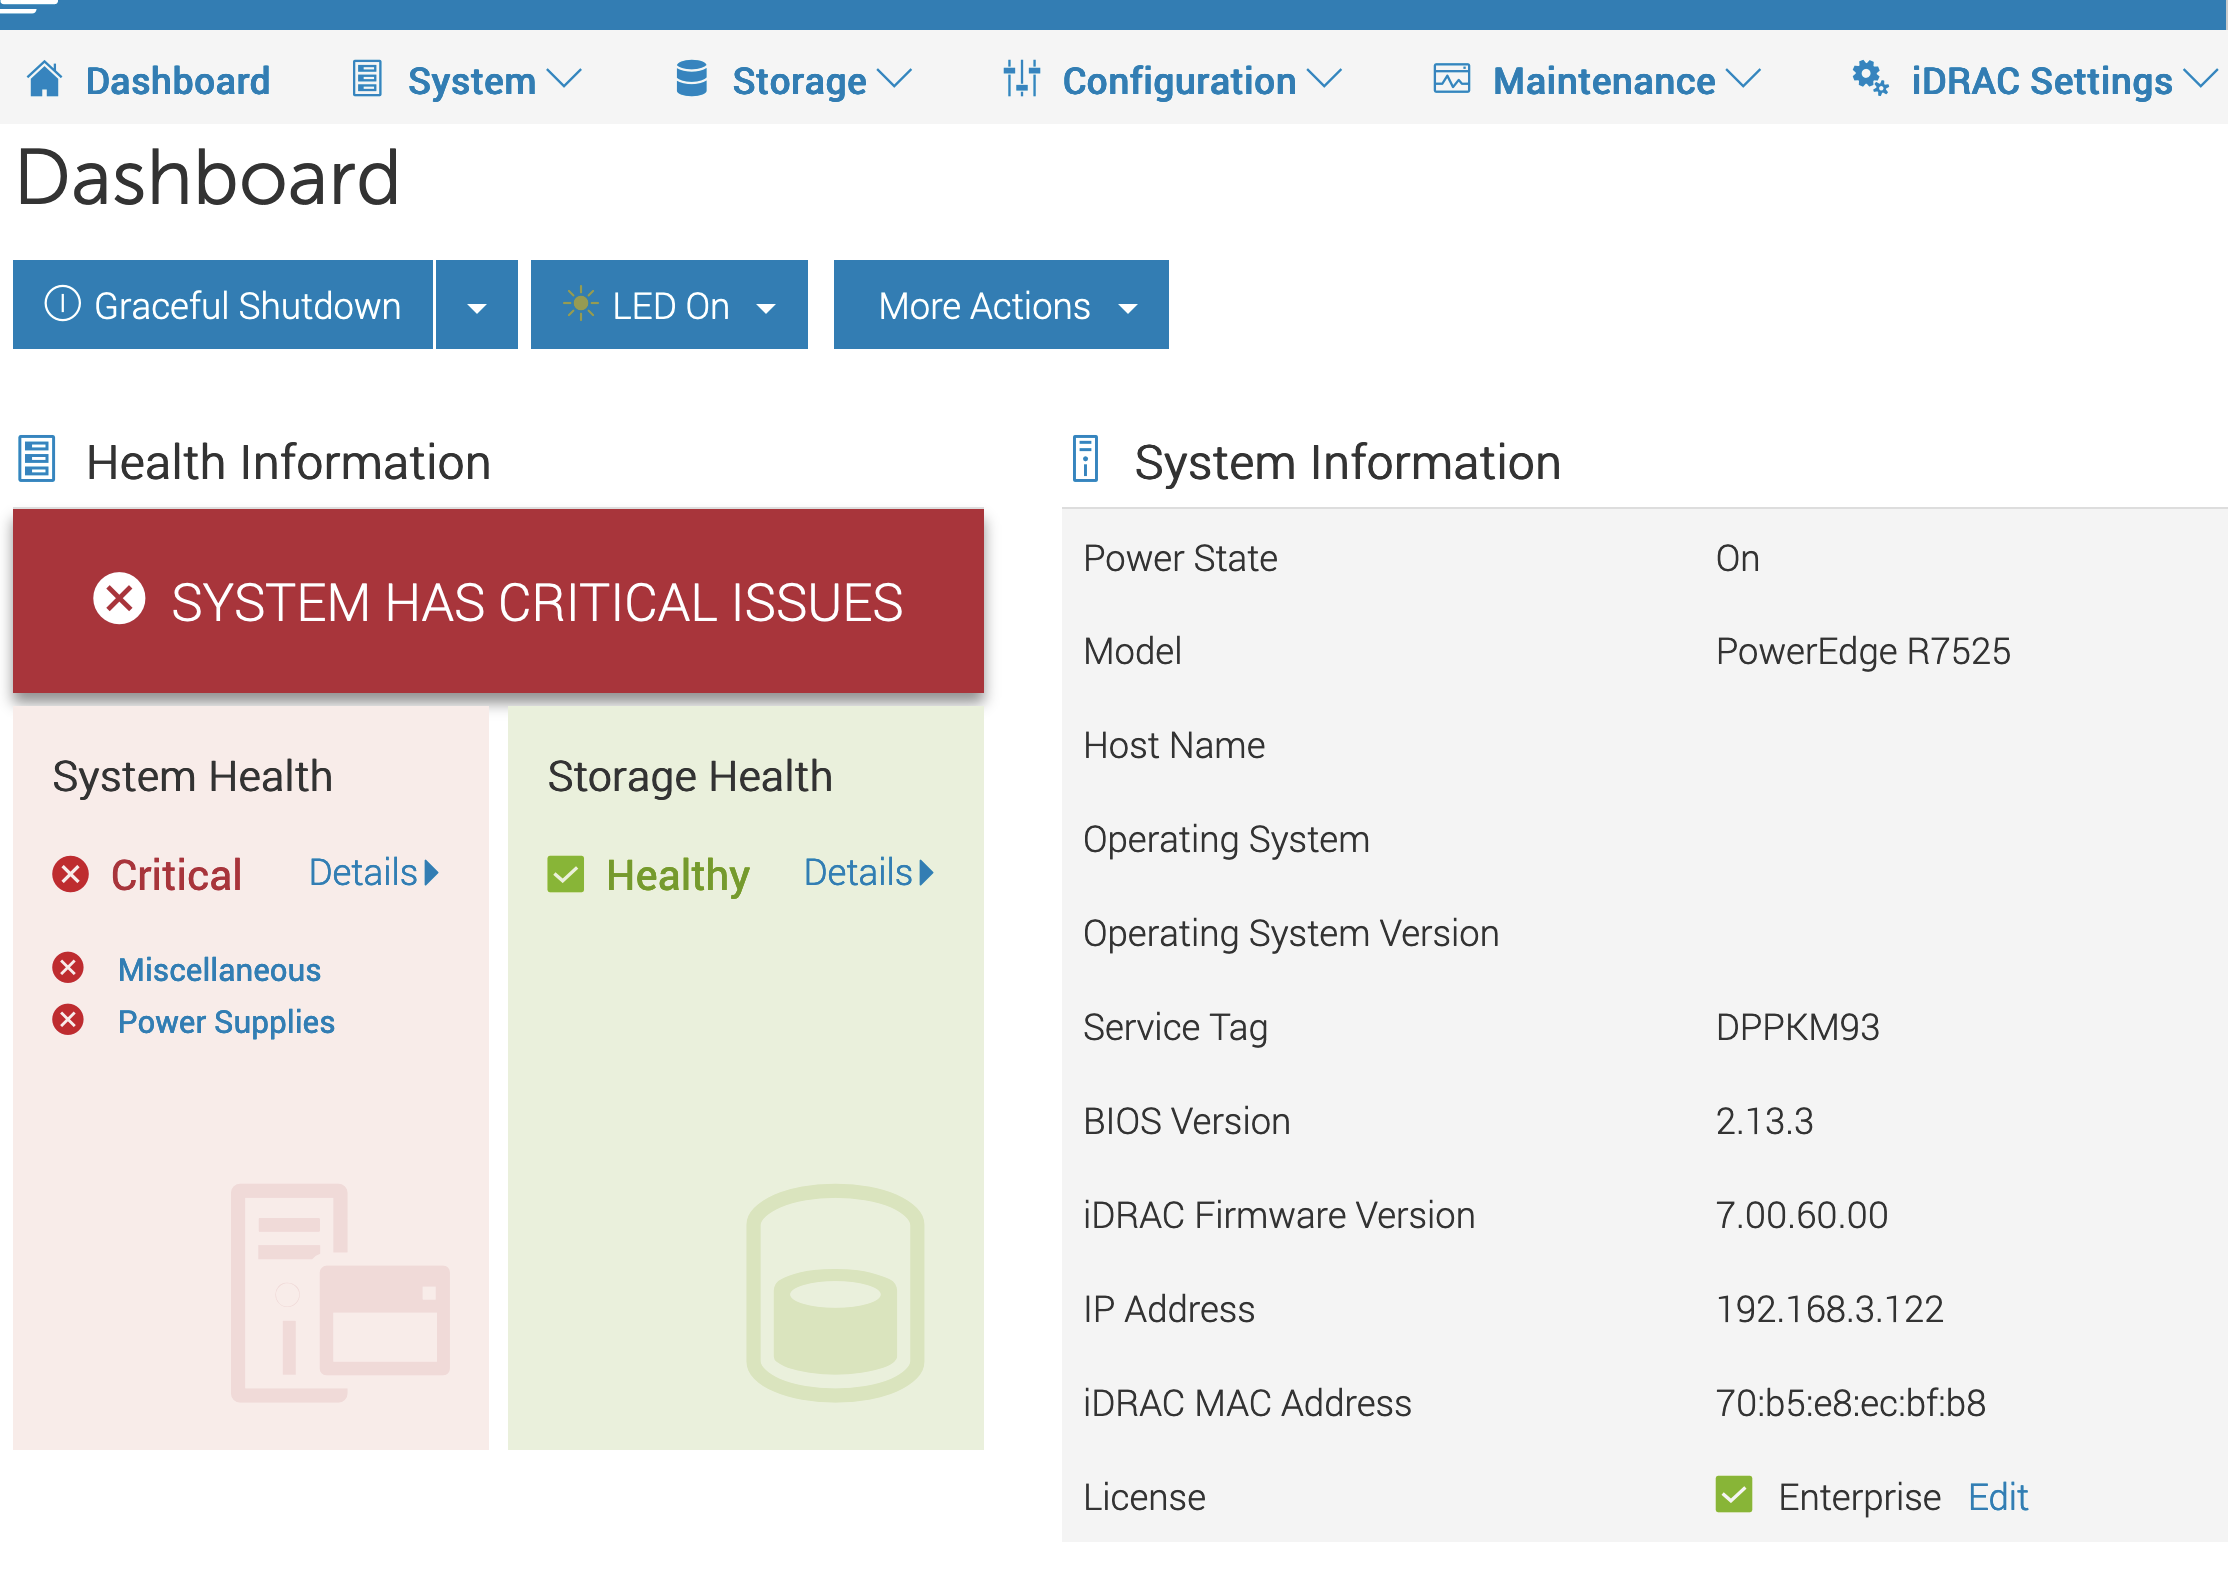 Dashboard System Storage Configuration Maintenance iDRAC Settings
Dashboard
Graceful Shutdown LED On More Actions
Health Information
SYSTEM HAS CRITICAL ISSUES
System Health
Critical Details
Miscellaneous
Power Supplies
Storage Health
Healthy Details
System Information
Power State On
Model PowerEdge R7525
Host Name
Operating System
Operating System Version
Service Tag DPPKM93
BIOS Version 2.13.3
iDRAC Firmware Version 7.00.60.00
IP Address 192.168.3.122
iDRAC MAC Address 70:b5:e8:ec:bf:b8
License Enterprise Edit